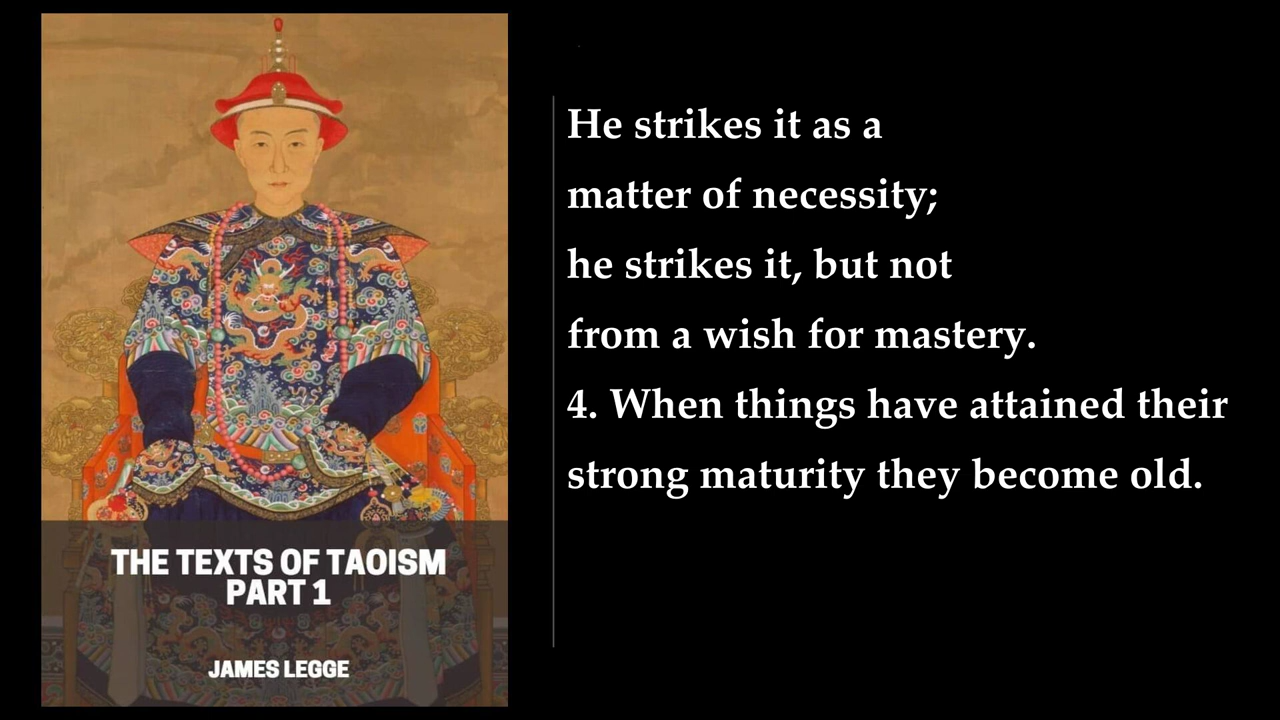 THE TEXTS OF TAOISM
PART 1
JAMES LEGGE
He strikes it as a
matter of necessity;
he strikes it, but not
from a wish for mastery.
4. When things have attained their
strong maturity they become old.